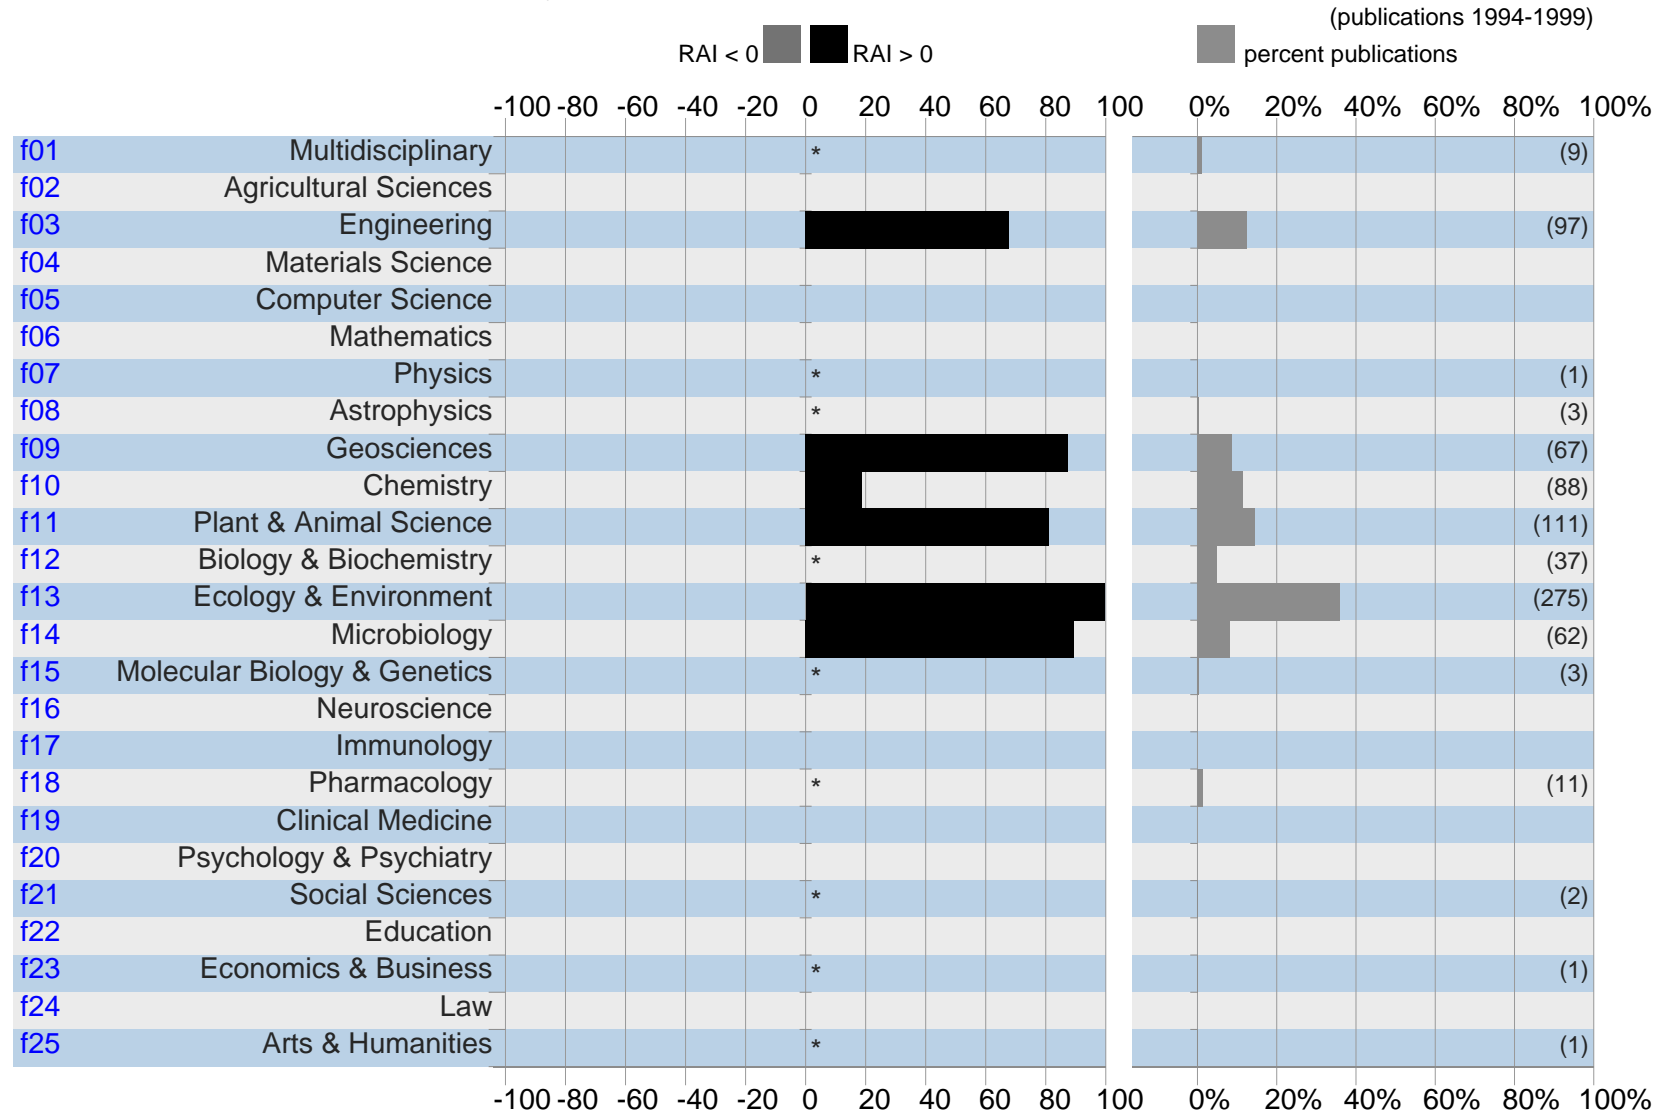 (publications 1994-1999)
RAI < 0 RAI > 0 percent publications
-100 -80 -60 -40 -20 0 20 40 60 80 100 0% 20% 40% 60% 80% 100%
f01 Multidisciplinary * (9)
f02 Agricultural Sciences
f03 Engineering (97)
f04 Materials Science
f05 Computer Science
f06 Mathematics
f07 Physics * (1)
f08 Astrophysics * (3)
f09 Geosciences (67)
f10 Chemistry (88)
f11 Plant & Animal Science (111)
f12 Biology & Biochemistry * (37)
f13 Ecology & Environment (275)
f14 Microbiology (62)
f15 Molecular Biology & Genetics * (3)
f16 Neuroscience
f17 Immunology
f18 Pharmacology * (11)
f19 Clinical Medicine
f20 Psychology & Psychiatry
f21 Social Sciences * (2)
f22 Education
f23 Economics & Business * (1)
f24 Law
f25 Arts & Humanities * (1)
-100 -80 -60 -40 -20 0 20 40 60 80 100 0% 20% 40% 60% 80% 100%